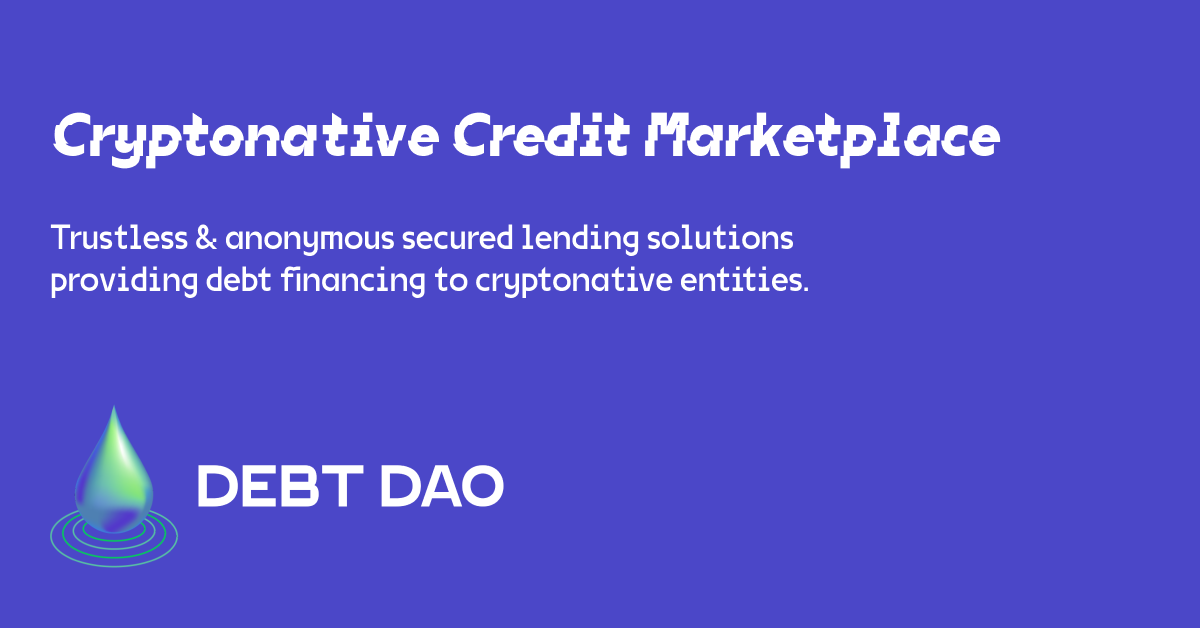 Cryptonative Credit Marketplace
Trustless & anonymous secured lending solutions
providing debt financing to cryptonative entities.
DEBT DAO